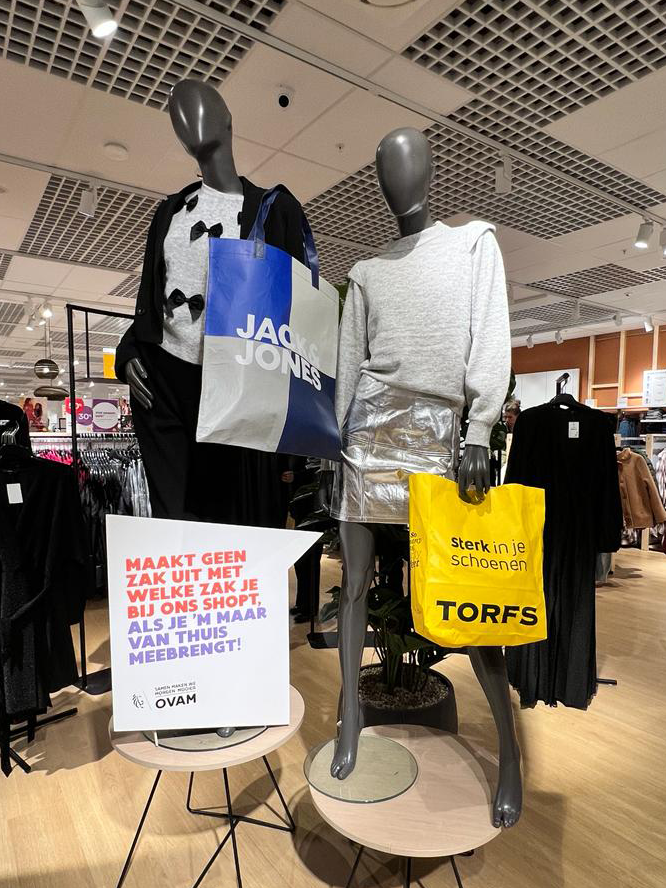 JACK &
JONES
sterk in je
schoenen
TORFS
MAAKT GEEN
ZAK UIT MET
WELKE ZAK JE
BIJ ONS SHOPT,
ALS JE 'M MAAR
VAN THUIS
MEEBRENGT!
SAMEN MAKEN WE
MORGEN MOOIER
OVAM